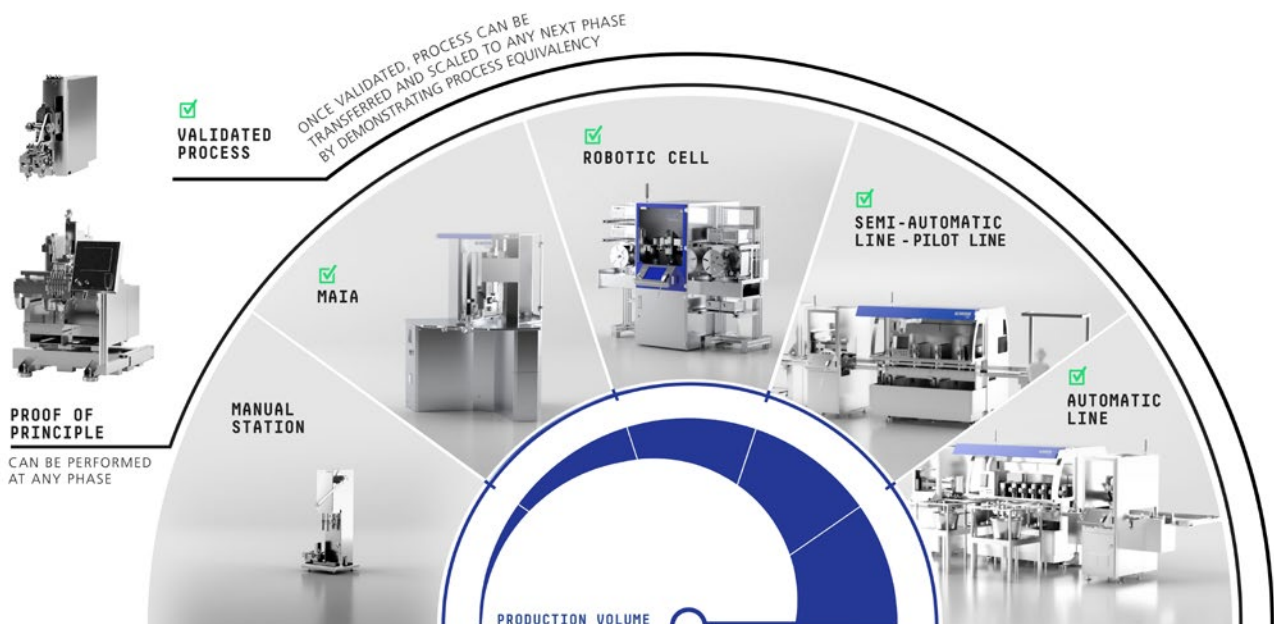 ONCE VALIDATED, PROCESS CAN BE
TRANSFERRED AND SCALED TO ANY NEXT PHASE
BY DEMONSTRATING PROCESS EQUIVALENCY
VALIDATED
PROCESS
PROOF OF
PRINCIPLE
CAN BE PERFORMED
AT ANY PHASE
MANUAL
STATION
MAIA
ROBOTIC CELL
SEMI-AUTOMATIC
LINE - PILOT LINE
AUTOMATIC
LINE
PRODUCTION VOLUME